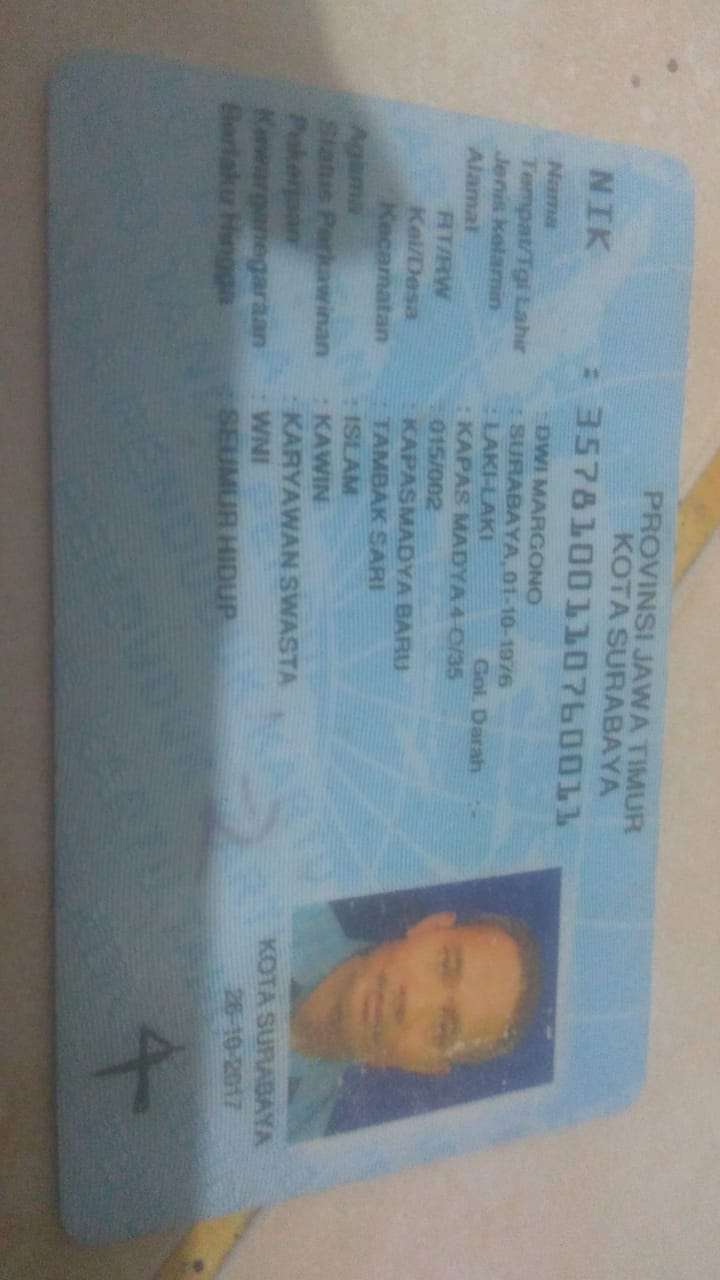 PROVINSI JAWA TIMUR
KOTA SURABAYA
NIK : 3578100110760011
Nama : DWI MARGONO
Tempat/Tgl Lahir : SURABAYA, 01-10-1976
Jenis kelamin : LAKI-LAKI Gol. Darah : -
Alamat : KAPAS MADYA 4-O/35
RT/RW : 015/002
Kel/Desa : KAPASMADYA BARU
Kecamatan : TAMBAK SARI
Agama : ISLAM
Status Perkawinan : KAWIN
Pekerjaan : KARYAWAN SWASTA
Kewarganegaraan : WNI
Berlaku Hingga : SEUMUR HIDUP
KOTA SURABAYA
26-10-2017